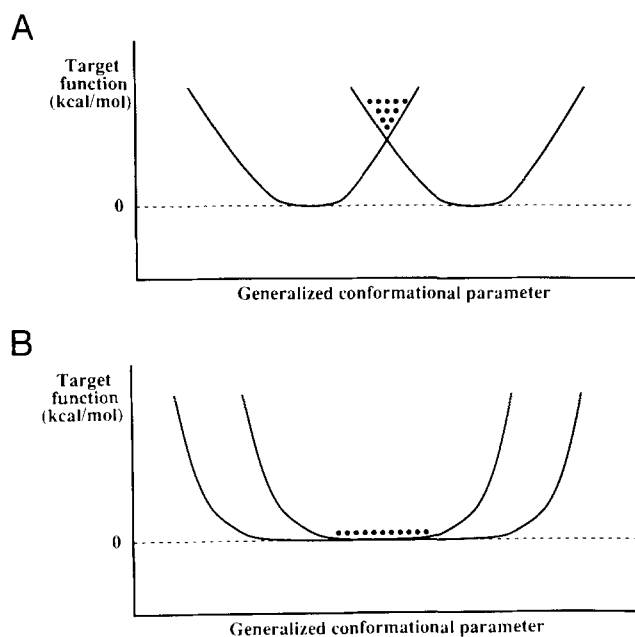 A
Target
function
(kcal/mol)
0
Generalized conformational parameter
B
Target
function
(kcal/mol)
0
Generalized conformational parameter